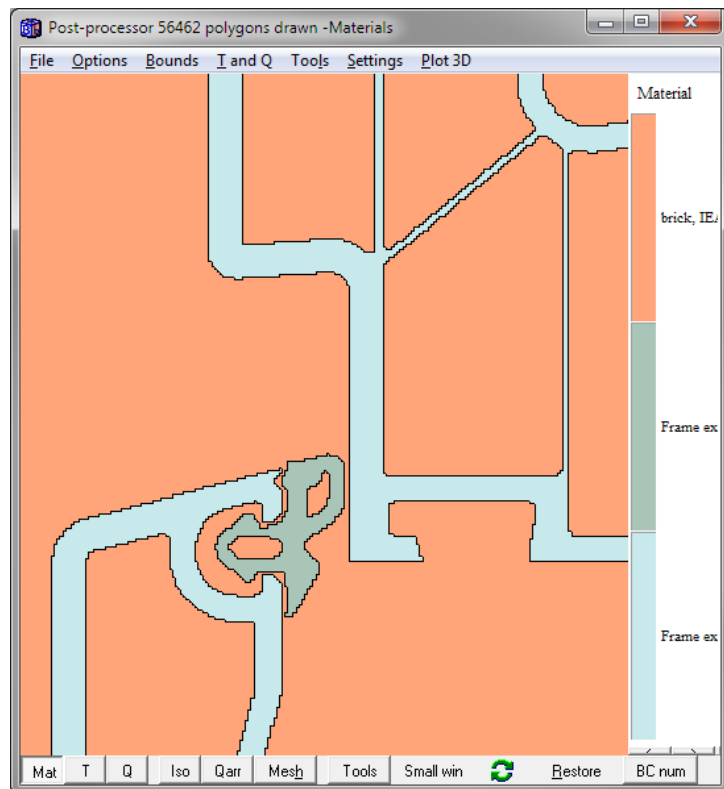 Post-processor 56462 polygons drawn -Materials
File Options Bounds T and Q Tools Settings Plot 3D
Material
brick, IEA
Frame ex
Frame ex
Mat T Q Iso Qarr Mesh Tools Small win Restore BC num